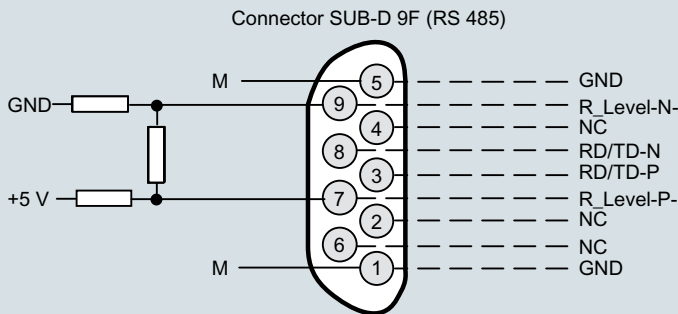 Connector SUB-D 9F (RS 485)
M 5 GND
GND 9 R_Level-N-
4 NC
8 RD/TD-N
3 RD/TD-P
+5 V 7 R_Level-P-
2 NC
6 NC
M 1 GND